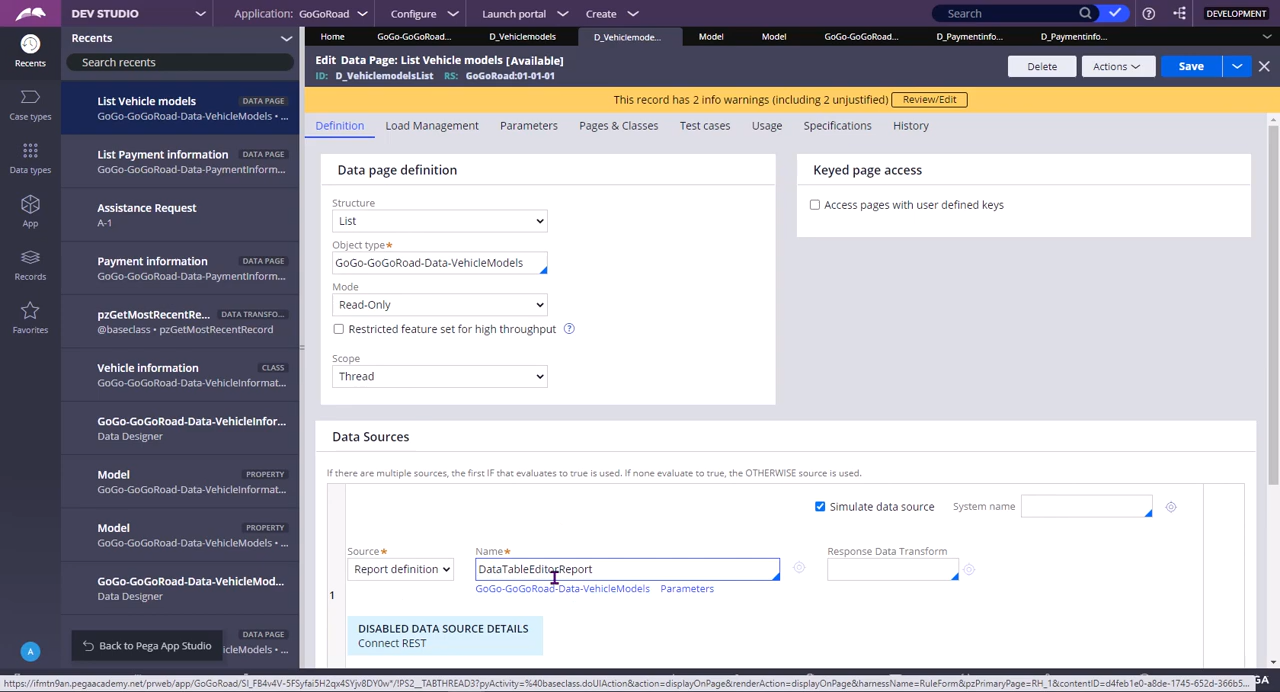 DEV STUDIO
Application: GoGoRoad
Configure
Launch portal
Create
Search
DEVELOPMENT
Recents
Recents
Search recents
Home
GoGo-GoGoRoad...
D_Vehiclemodels
D_Vehiclemode...
Model
Model
GoGo-GoGoRoad...
D_Paymentinfo...
D_Paymentinfo...
Edit Data Page: List Vehicle models [Available]
ID: D_VehiclemodelsList RS: GoGoRoad:01-01-01
Delete
Actions
Save
This record has 2 info warnings (including 2 unjustified)
Review/Edit
Definition
Load Management
Parameters
Pages & Classes
Test cases
Usage
Specifications
History
Case types
Data types
App
Records
Favorites
List Vehicle models
DATA PAGE
GoGo-GoGoRoad-Data-VehicleModels •
List Payment information
DATA PAGE
GoGo-GoGoRoad-Data-PaymentInform...
Assistance Request
A-1
Payment information
DATA PAGE
GoGo-GoGoRoad-Data-PaymentInform...
pzGetMostRecentRe...
DATA TRANSFO...
@baseclass • pzGetMostRecentRecord
Vehicle information
CLASS
GoGo-GoGoRoad-Data-VehicleInformat...
GoGo-GoGoRoad-Data-VehicleInfor...
Data Designer
Model
PROPERTY
GoGo-GoGoRoad-Data-VehicleInformat...
Model
PROPERTY
GoGo-GoGoRoad-Data-VehicleModels •
GoGo-GoGoRoad-Data-VehicleMod...
Data Designer
DATA PAGE
Back to Pega App Studio
leModels •
A
Data page definition
Structure
List
Object type*
GoGo-GoGoRoad-Data-VehicleModels
Mode
Read-Only
Restricted feature set for high throughput
Scope
Thread
Keyed page access
Access pages with user defined keys
Data Sources
If there are multiple sources, the first IF that evaluates to true is used. If none evaluate to true, the OTHERWISE source is used.
Simulate data source
System name
Source*
Name*
Response Data Transform
Report definition
DataTableEditorReport
GoGo-GoGoRoad-Data-VehicleModels
Parameters
1
DISABLED DATA SOURCE DETAILS
Connect REST